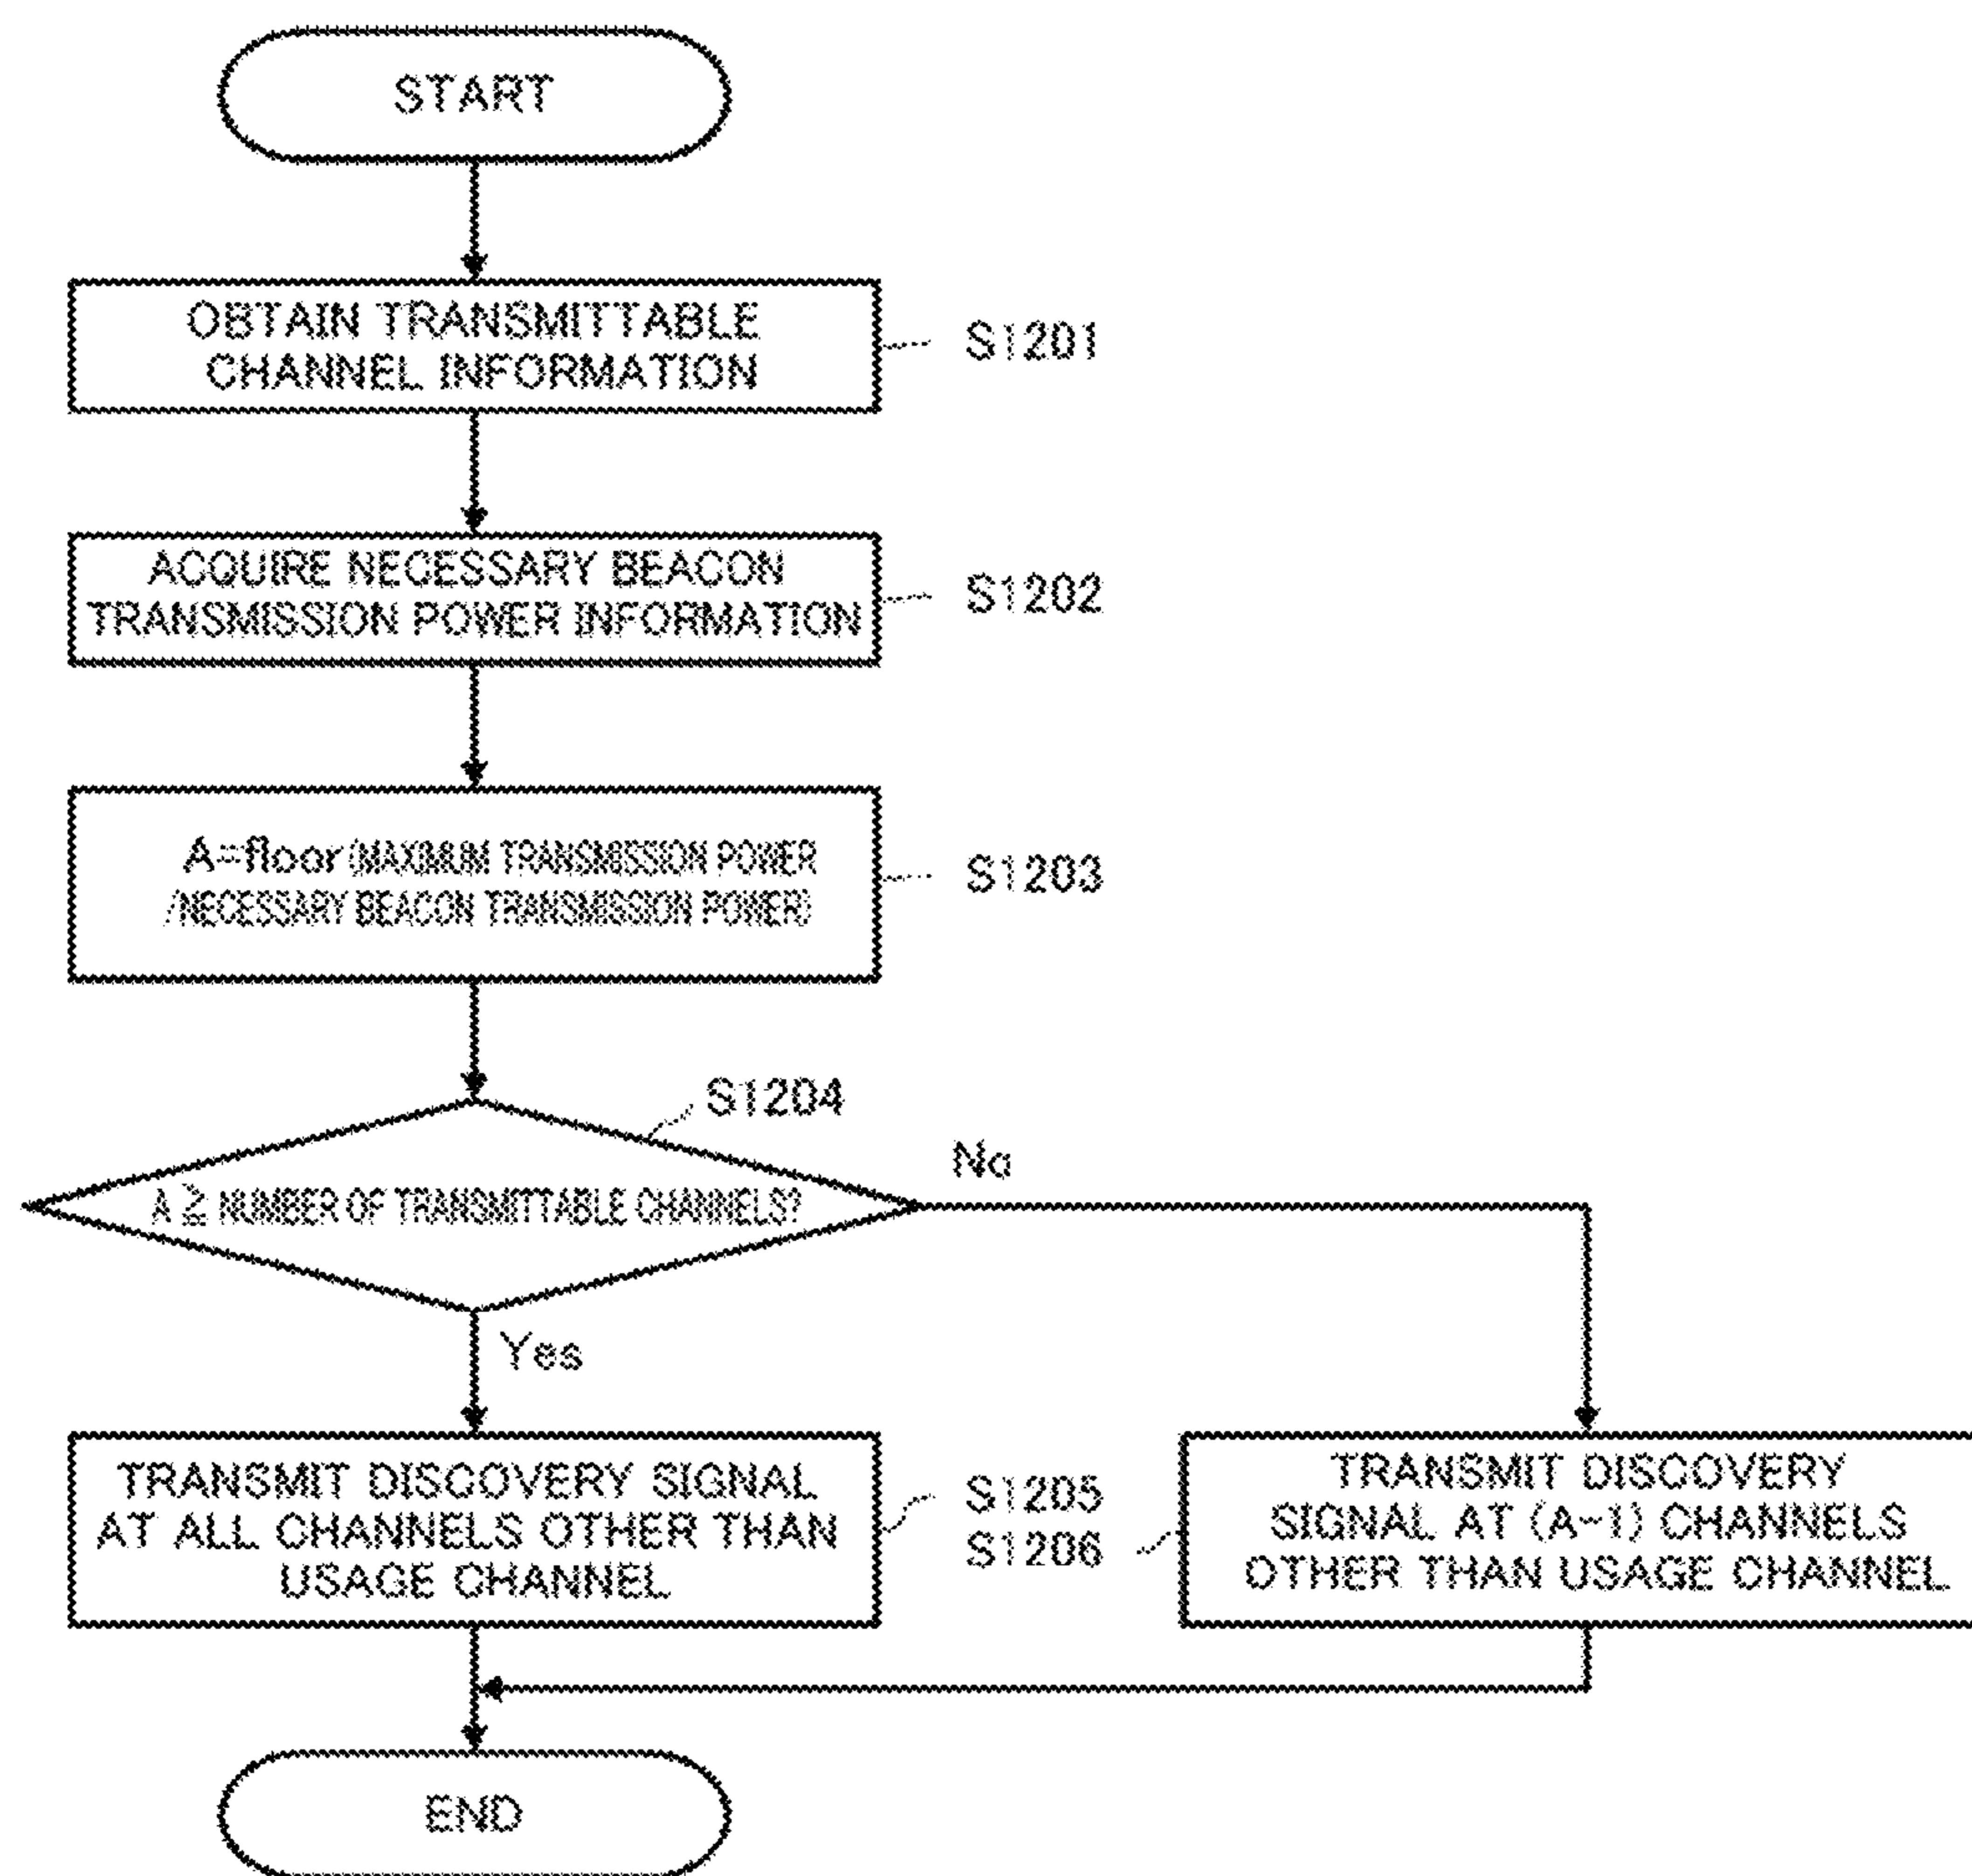 START
OBTAIN TRANSMITTABLE
CHANNEL INFORMATION
S1201
ACQUIRE NECESSARY BEACON
TRANSMISSION POWER INFORMATION
S1202
A=floor(MAXIMUM TRANSMISSION POWER
/NECESSARY BEACON TRANSMISSION POWER)
S1203
S1204
A ≧ NUMBER OF TRANSMITTABLE CHANNELS?
No
Yes
TRANSMIT DISCOVERY SIGNAL
AT ALL CHANNELS OTHER THAN
USAGE CHANNEL
S1205
S1206
TRANSMIT DISCOVERY
SIGNAL AT (A-1) CHANNELS
OTHER THAN USAGE CHANNEL
END